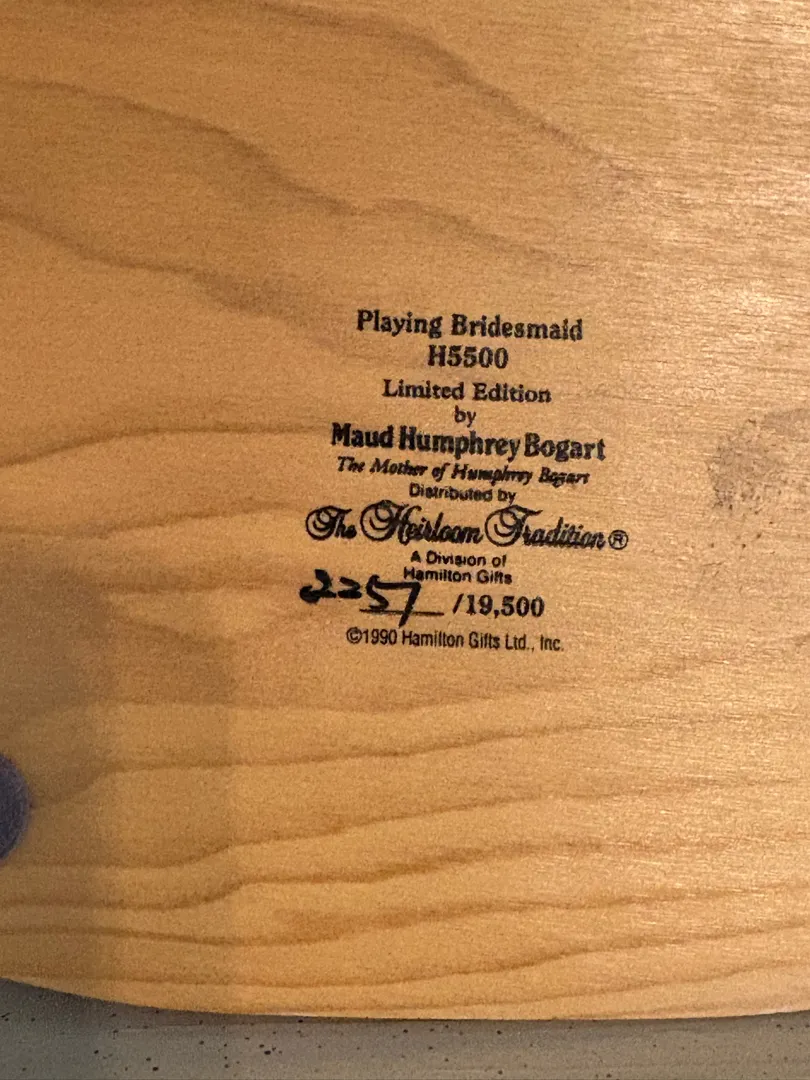 Playing Bridesmaid
H5500
Limited Edition
by
Maud Humphrey Bogart
The Mother of Humphrey Bogart
Distributed by
The Heirloom Tradition®
A Division of
Hamilton Gifts
2257 /19,500
©1990 Hamilton Gifts Ltd., Inc.